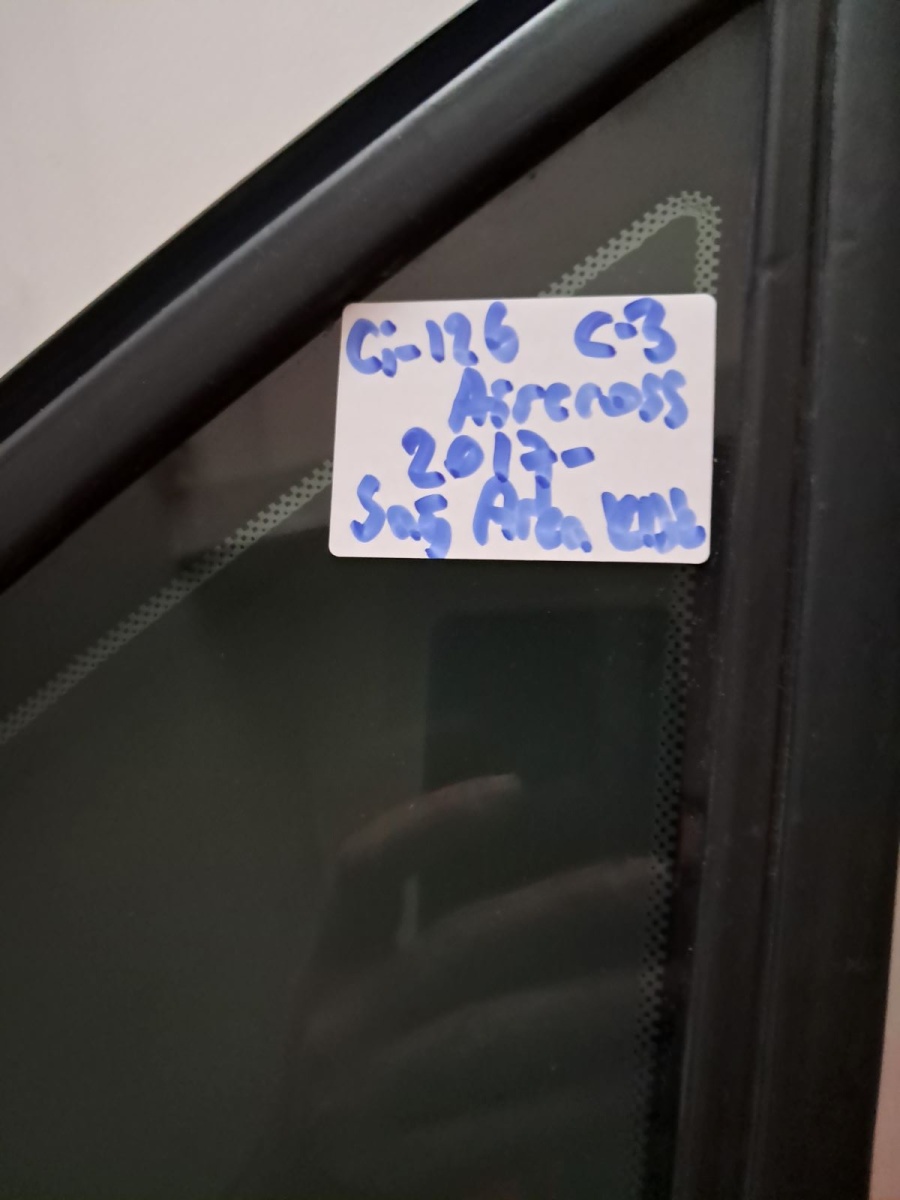 Ci-126 C-3
Aircross
2017-
Sağ Arka